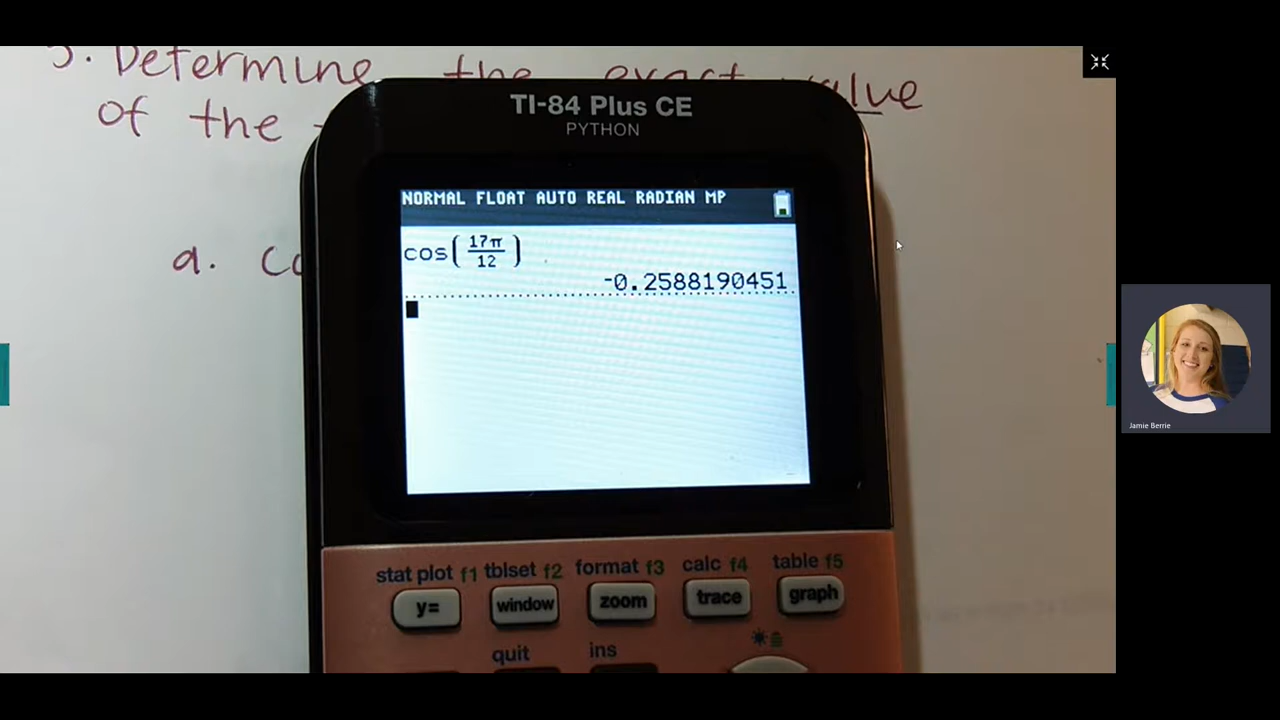 3. Determine the exact value
of the
a. Co
TI-84 Plus CE
PYTHON
NORMAL FLOAT AUTO REAL RADIAN MP
cos(17π/12)
-0.2588190451
stat plot f1 tblset f2 format f3 calc f4 table f5
y= window zoom trace graph
quit ins
Jamie Berrie